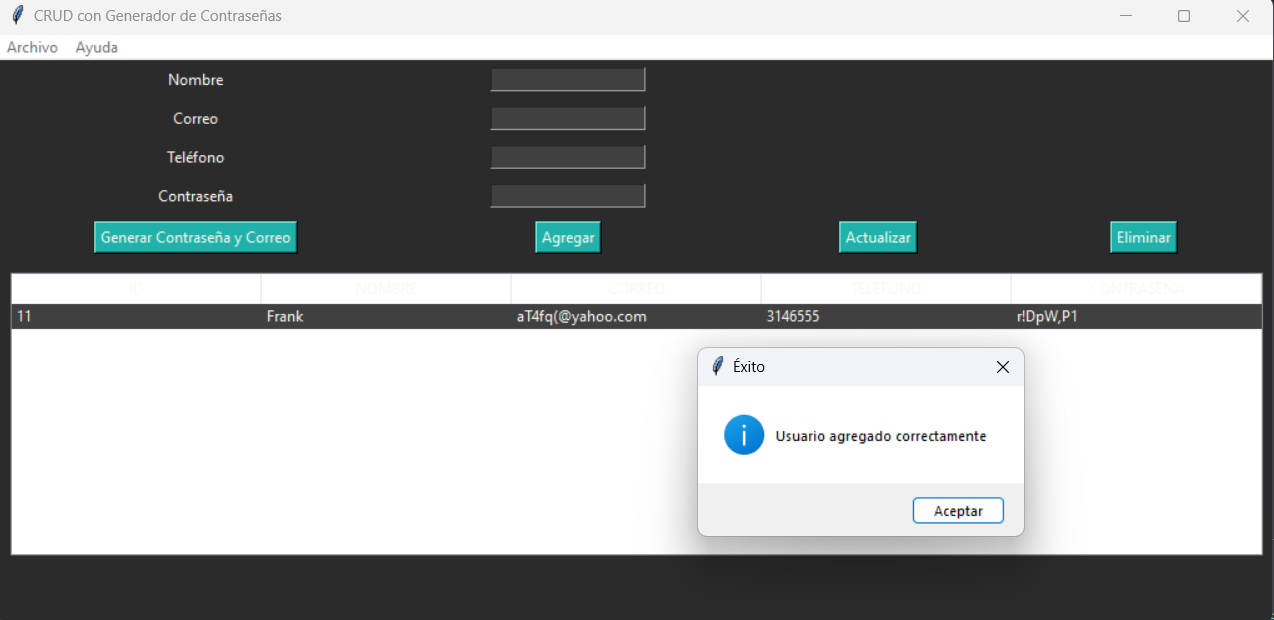 CRUD con Generador de Contraseñas
Archivo Ayuda
Nombre
Correo
Teléfono
Contraseña
Generar Contraseña y Correo Agregar Actualizar Eliminar
ID NOMBRE CORREO TELEFONO CONTRASEÑA
11 Frank aT4fq(@yahoo.com 3146555 r!DpW,P1
Éxito
Usuario agregado correctamente
Aceptar